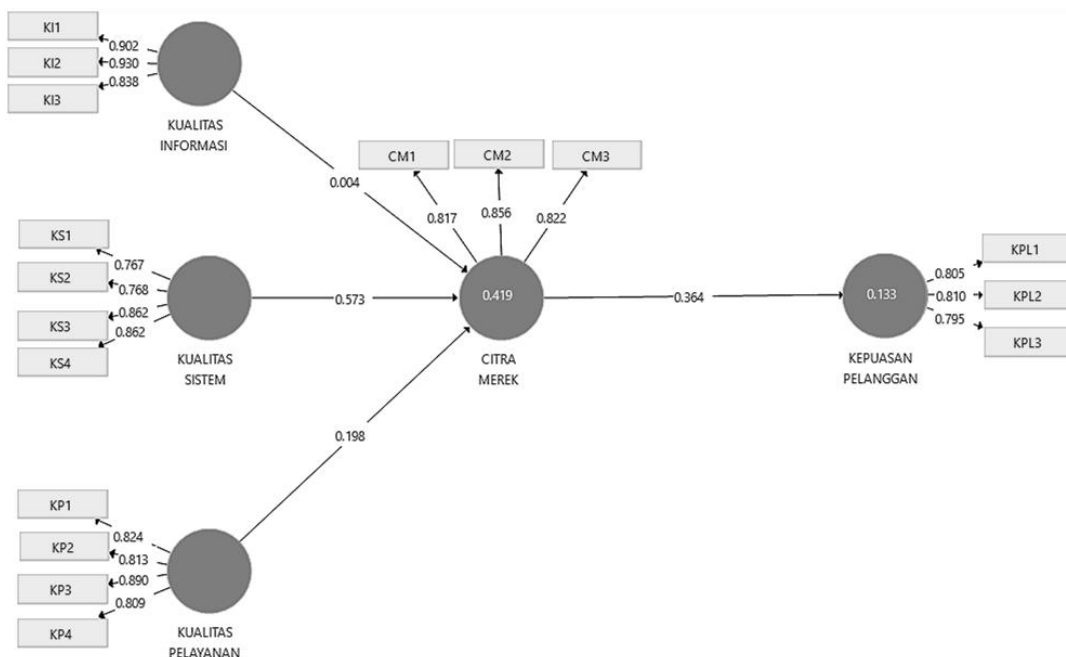 KI1
KI2
KI3
0.902
0.930
0.838
KUALITAS
INFORMASI
0.004
CM1
CM2
CM3
0.817
0.856
0.822
KS1
KS2
KS3
KS4
0.767
0.768
0.862
0.862
KUALITAS
SISTEM
0.573
0.419
CITRA
MEREK
0.364
0.133
KEPUASAN
PELANGGAN
0.805
0.810
0.795
KPL1
KPL2
KPL3
0.198
KP1
KP2
KP3
KP4
0.824
0.813
0.890
0.809
KUALITAS
PELAYANAN